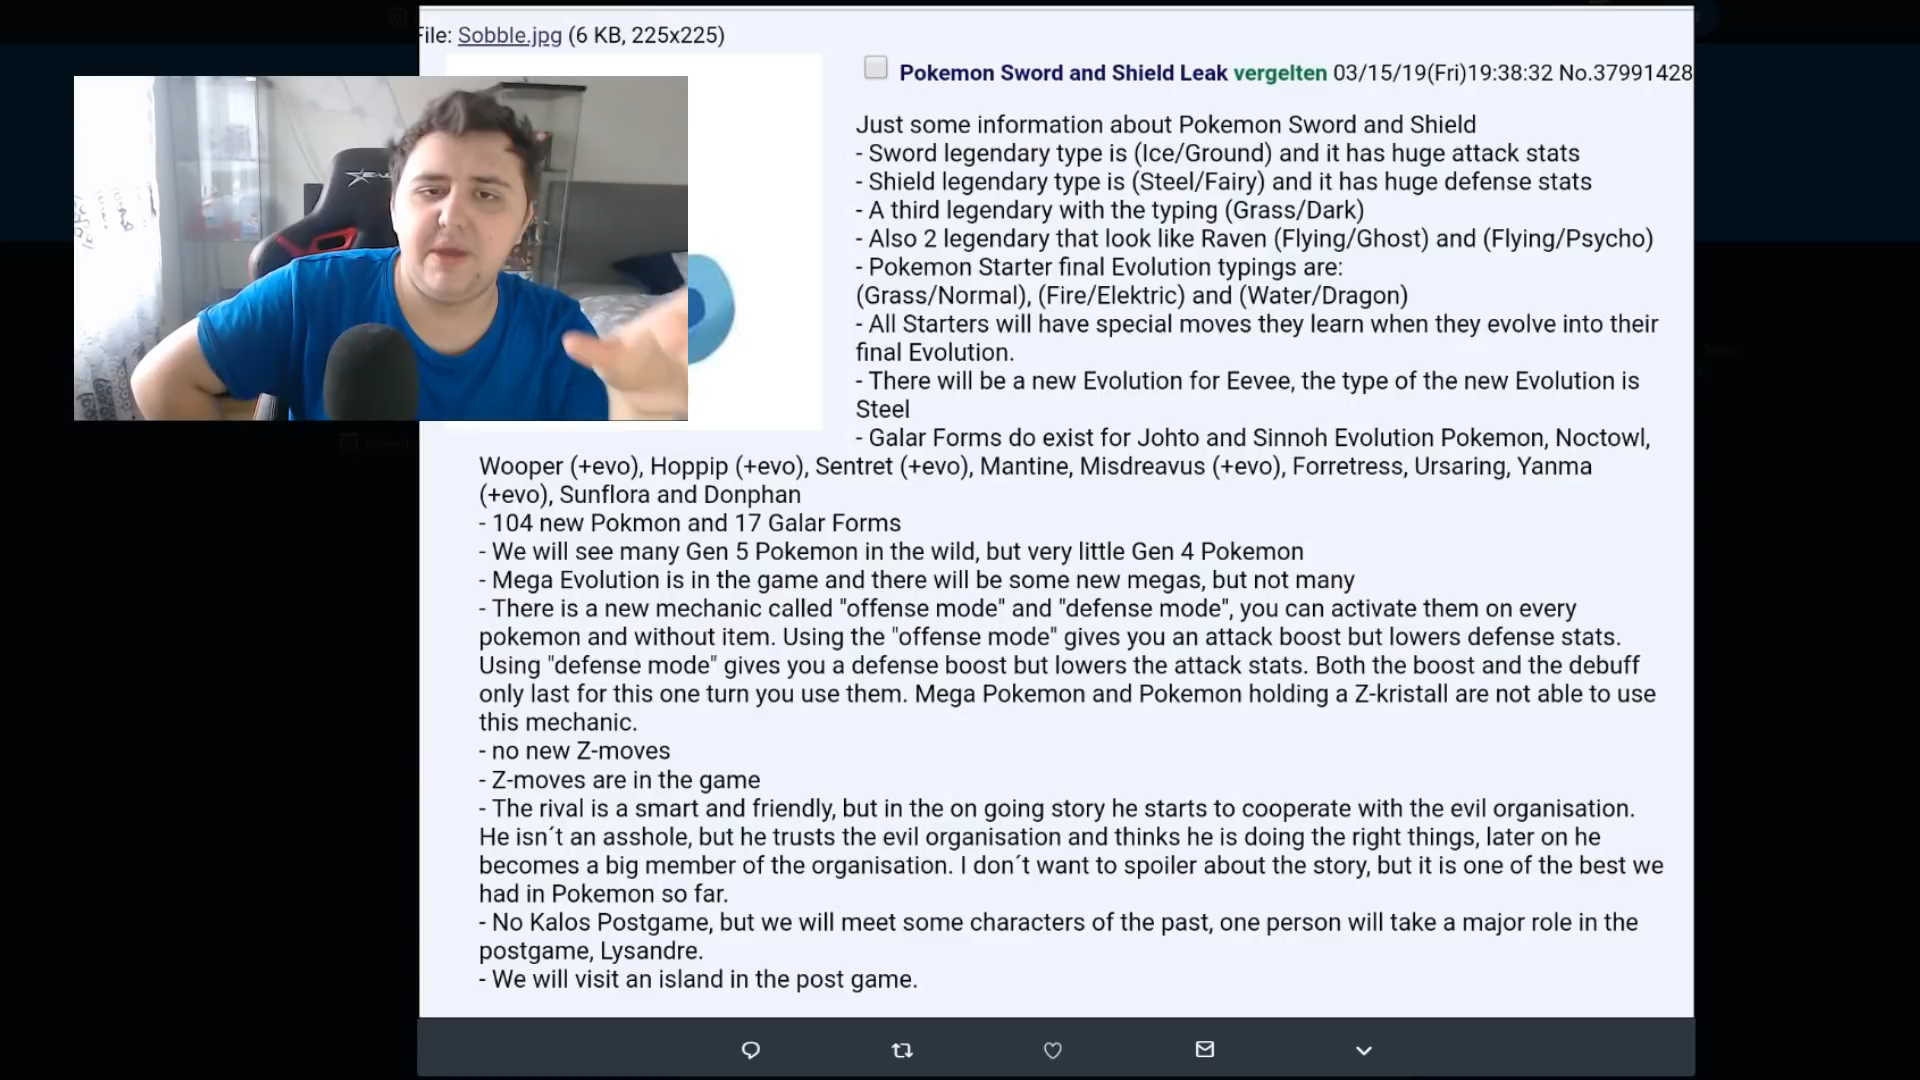 File: Sobble.jpg (6 KB, 225x225)
Pokemon Sword and Shield Leak vergelten 03/15/19(Fri)19:38:32 No.37991428
Just some information about Pokemon Sword and Shield
- Sword legendary type is (Ice/Ground) and it has huge attack stats
- Shield legendary type is (Steel/Fairy) and it has huge defense stats
- A third legendary with the typing (Grass/Dark)
- Also 2 legendary that look like Raven (Flying/Ghost) and (Flying/Psycho)
- Pokemon Starter final Evolution typings are:
(Grass/Normal), (Fire/Elektric) and (Water/Dragon)
- All Starters will have special moves they learn when they evolve into their
final Evolution.
- There will be a new Evolution for Eevee, the type of the new Evolution is
Steel
- Galar Forms do exist for Johto and Sinnoh Evolution Pokemon, Noctowl,
Wooper (+evo), Hoppip (+evo), Sentret (+evo), Mantine, Misdreavus (+evo), Forretress, Ursaring, Yanma
(+evo), Sunflora and Donphan
- 104 new Pokmon and 17 Galar Forms
- We will see many Gen 5 Pokemon in the wild, but very little Gen 4 Pokemon
- Mega Evolution is in the game and there will be some new megas, but not many
- There is a new mechanic called "offense mode" and "defense mode", you can activate them on every
pokemon and without item. Using the "offense mode" gives you an attack boost but lowers defense stats.
Using "defense mode" gives you a defense boost but lowers the attack stats. Both the boost and the debuff
only last for this one turn you use them. Mega Pokemon and Pokemon holding a Z-kristall are not able to use
this mechanic.
- no new Z-moves
- Z-moves are in the game
- The rival is a smart and friendly, but in the on going story he starts to cooperate with the evil organisation.
He isn´t an asshole, but he trusts the evil organisation and thinks he is doing the right things, later on he
becomes a big member of the organisation. I don´t want to spoiler about the story, but it is one of the best we
had in Pokemon so far.
- No Kalos Postgame, but we will meet some characters of the past, one person will take a major role in the
postgame, Lysandre.
- We will visit an island in the post game.